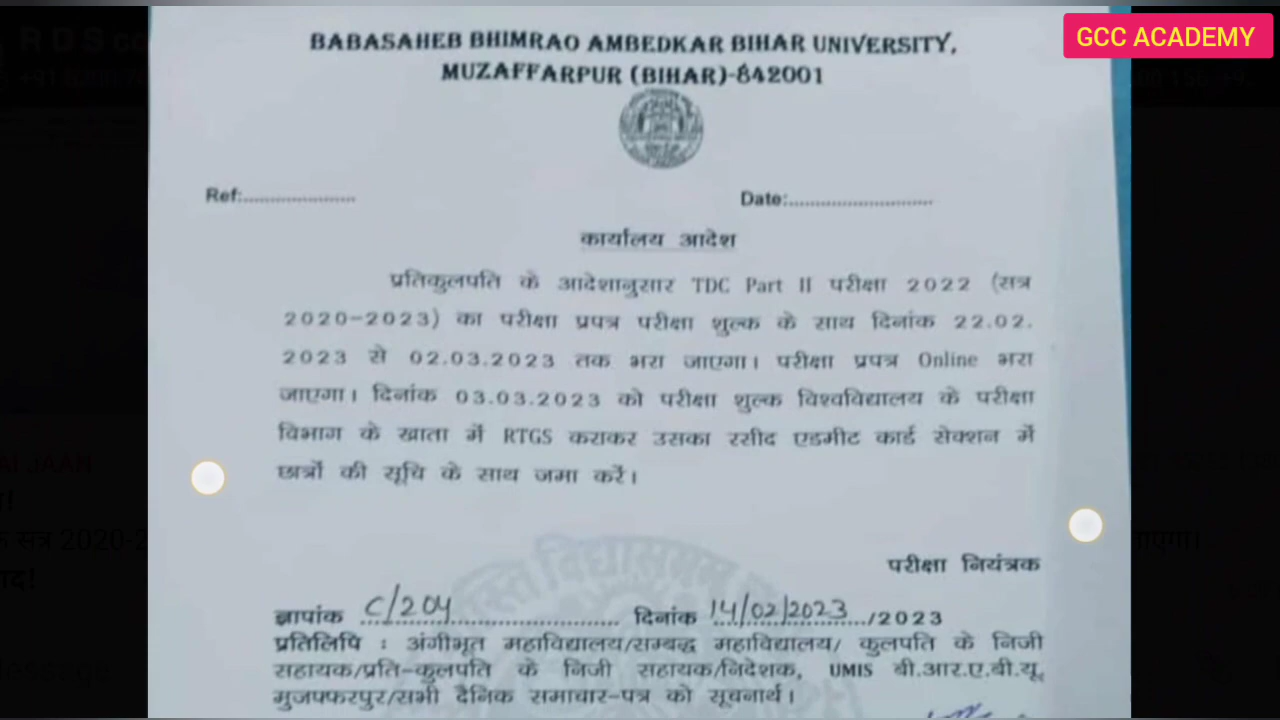 GCC ACADEMY
BABASAHEB BHIMRAO AMBEDKAR BIHAR UNIVERSITY,
MUZAFFARPUR (BIHAR)-842001
Ref:......................
Date:...........................
कार्यालय आदेश
प्रतिकुलपति के आदेशानुसार TDC Part II परीक्षा 2022 (सत्र
2020-2023) का परीक्षा प्रपत्र परीक्षा शुल्क के साथ दिनांक 22.02.
2023 से 02.03.2023 तक भरा जाएगा। परीक्षा प्रपत्र Online भरा
जाएगा। दिनांक 03.03.2023 को परीक्षा शुल्क विश्वविद्यालय के परीक्षा
विभाग के खाता में RTGS कराकर उसका रसीद एडमीट कार्ड सेक्शन में
छात्रों की सूचि के साथ जमा करें।
परीक्षा नियंत्रक
ज्ञापांक C/204 दिनांक 14/02/2023 /2023
प्रतिलिपि : अंगीभूत महाविद्यालय/सम्बद्ध महाविद्यालय/ कुलपति के निजी
सहायक/प्रति-कुलपति के निजी सहायक/निदेशक, UMIS बी.आर.ए.बी.यू.
मुजफ्फरपुर/सभी दैनिक समाचार-पत्र को सूचनार्थ।